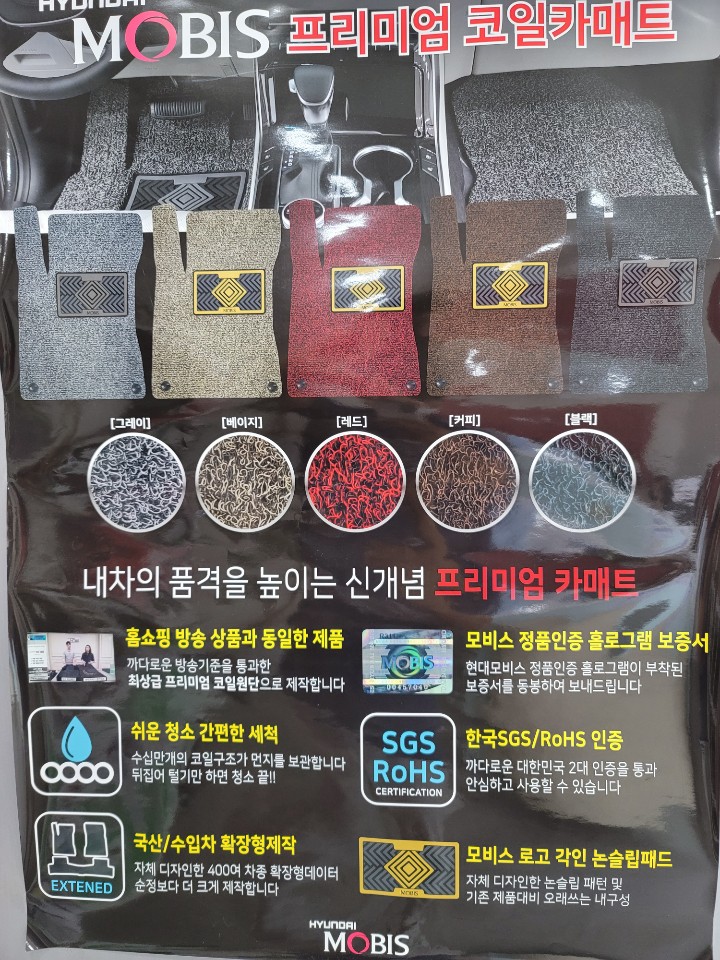 HYUNDAI
MOBIS 프리미엄 코일카매트
MOBIS
MOBIS
MOBIS
MOBIS
MOBIS
[그레이] [베이지] [레드] [커피] [블랙]
내차의 품격을 높이는 신개념 프리미엄 카매트
홈쇼핑 방송 상품과 동일한 제품
까다로운 방송기준을 통과한
최상급 프리미엄 코일원단으로 제작합니다
MOBIS
00457040
모비스 정품인증 홀로그램 보증서
현대모비스 정품인증 홀로그램이 부착된
보증서를 동봉하여 보내드립니다
쉬운 청소 간편한 세척
수십만개의 코일구조가 먼지를 보관합니다
뒤집어 털기만 하면 청소 끝!!
SGS
RoHS
CERTIFICATION
한국SGS/RoHS 인증
까다로운 대한민국 2대 인증을 통과
안심하고 사용할 수 있습니다
EXTENED
국산/수입차 확장형제작
자체 디자인한 400여 차종 확장형데이터
순정보다 더 크게 제작합니다
MOBIS
모비스 로고 각인 논슬립패드
자체 디자인한 논슬립 패턴 및
기존 제품대비 오래쓰는 내구성
HYUNDAI
MOBIS